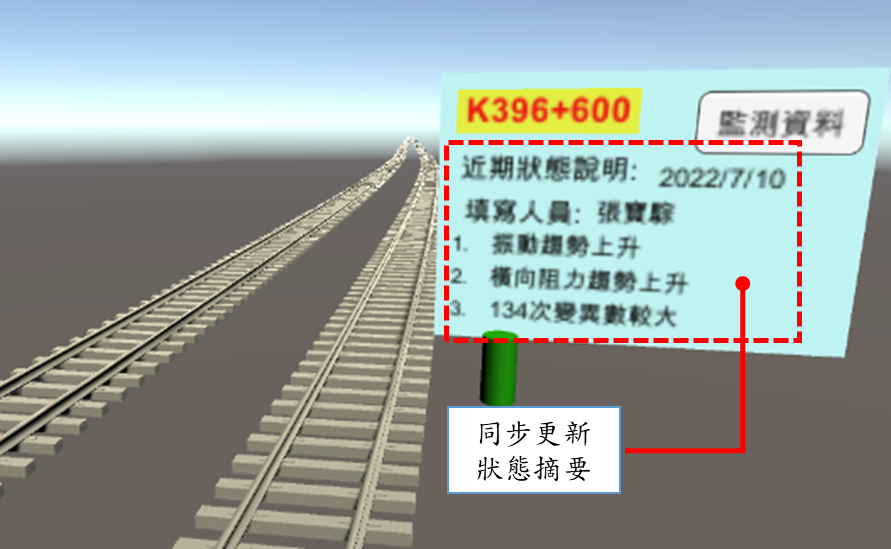 K396+600
監測資料
近期狀態說明: 2022/7/10
填寫人員: 張寶騄
1. 振動趨勢上升
2. 橫向阻力趨勢上升
3. 134次變異數較大
同步更新
狀態摘要